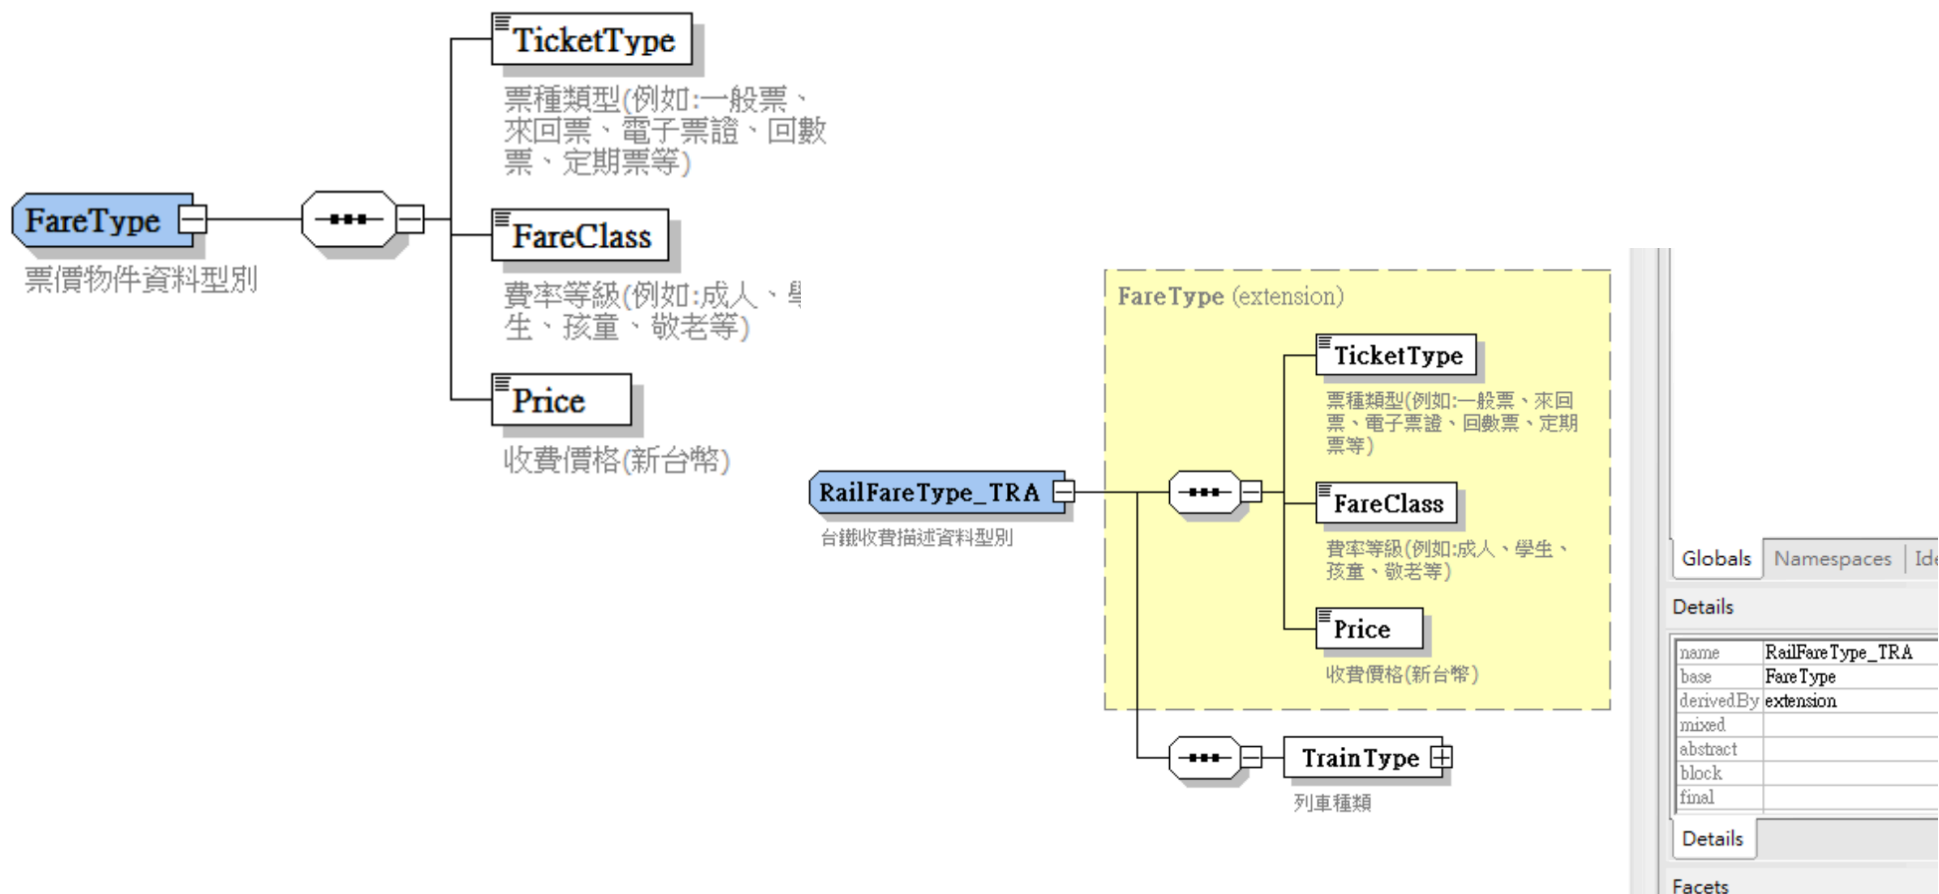 TicketType
票種類型(例如:一般票、
來回票、電子票證、回數
票、定期票等)
FareType
票價物件資料型別
FareClass
費率等級(例如:成人、
生、孩童、敬老等)
Price
收費價格(新台幣)
FareType (extension)
TicketType
票種類型(例如:一般票、來回
票、電子票證、回數票、定期
票等)
RailFareType_TRA
台鐵收費描述資料型別
FareClass
費率等級(例如:成人、學生、
孩童、敬老等)
Price
收費價格(新台幣)
TrainType
列車種類
Globals Namespaces
Details
name RailFareType_TRA
base FareType
derivedBy extension
mixed
abstract
block
final
Details
Facets